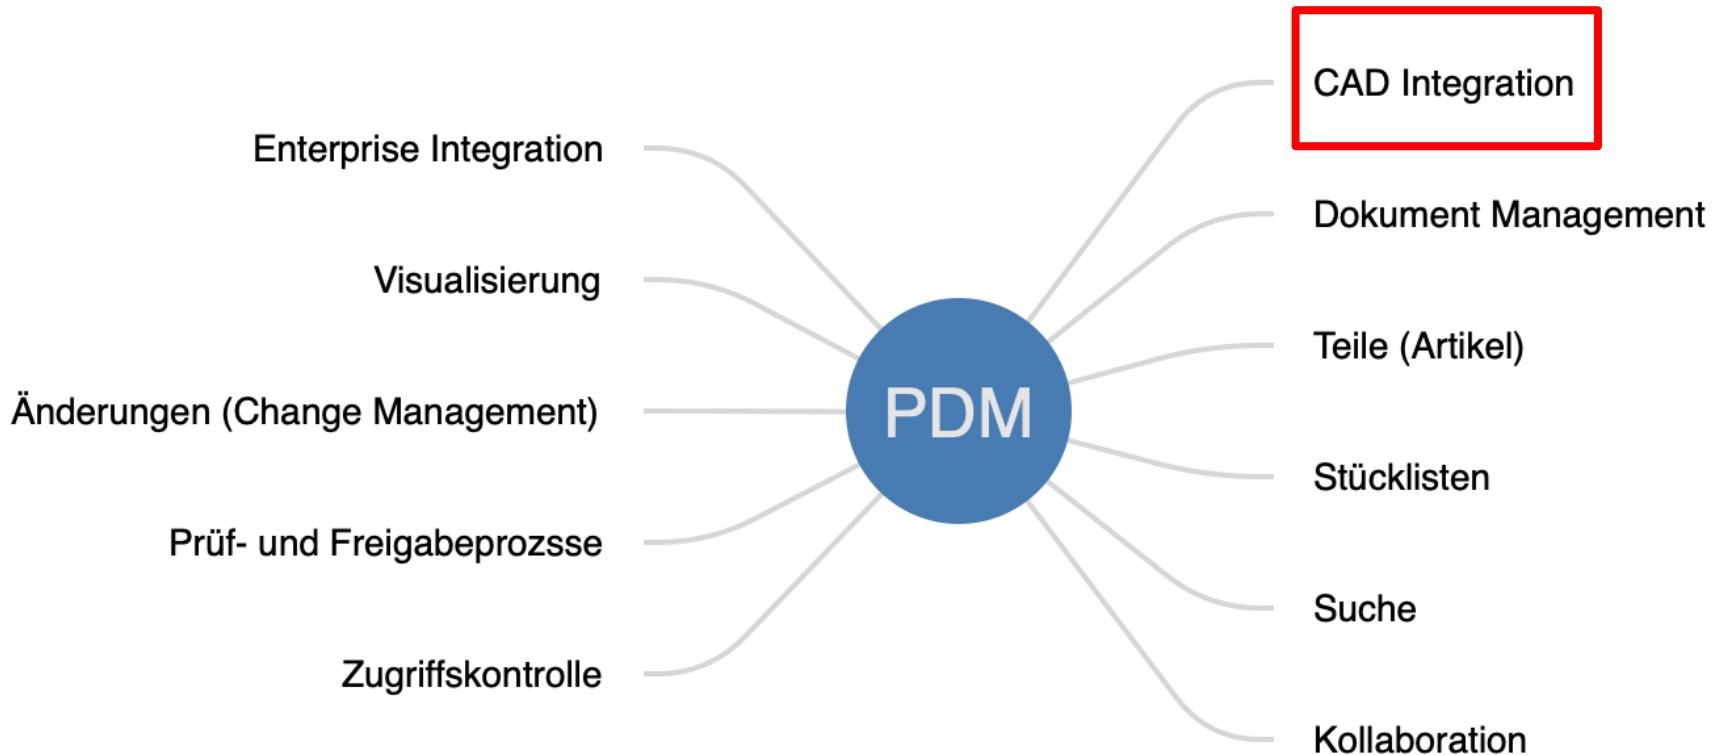 CAD Integration
Enterprise Integration
Dokument Management
Visualisierung
Teile (Artikel)
PDM
Änderungen (Change Management)
Stücklisten
Prüf- und Freigabeprozsse
Suche
Zugriffskontrolle
Kollaboration